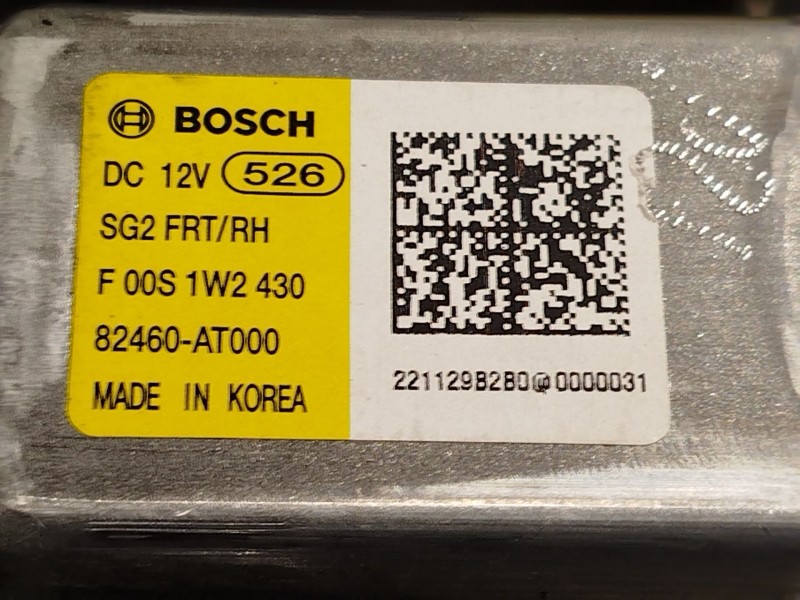 BOSCH
DC 12V 526
SG2 FRT/RH
F 00S 1W2 430
82460-AT000
MADE IN KOREA
221129B2B0@0000031